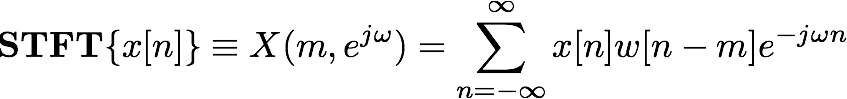 STFT{x[n]} ≡ X(m, e^{jω}) = ∑_{n=-∞}^{∞} x[n]w[n − m]e^{−jωn}